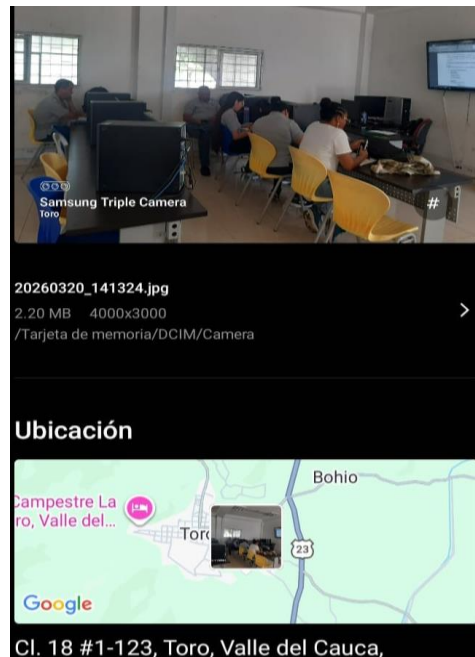 Samsung Triple Camera
Toro
#
20260320_141324.jpg
2.20 MB 4000x3000
/Tarjeta de memoria/DCIM/Camera
Ubicación
Bohio
Campestre La
ro, Valle del...
Toro
23
Google
Cl. 18 #1-123, Toro, Valle del Cauca,